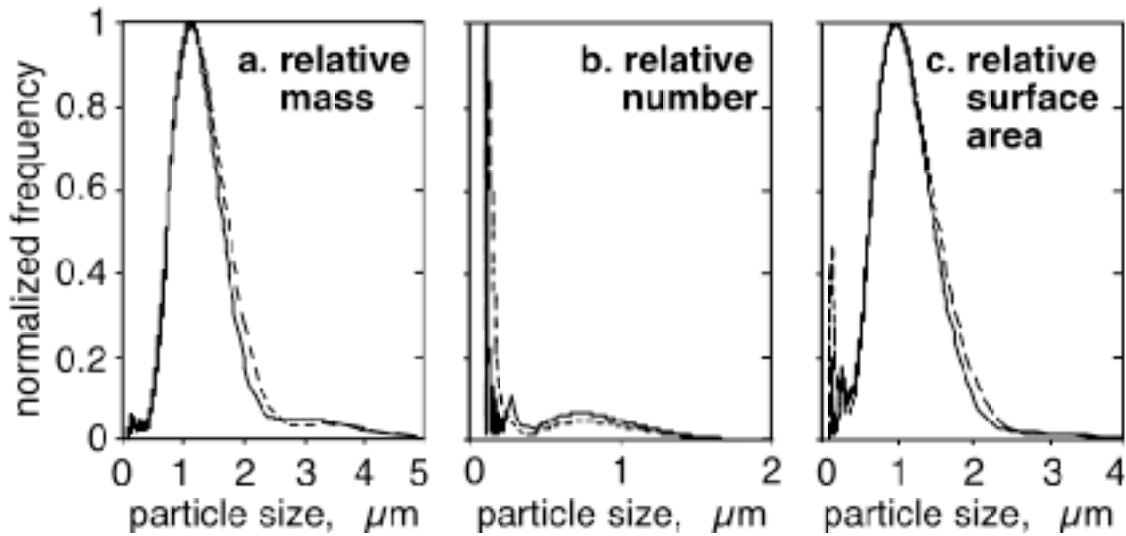 normalized frequency
1
0.8
0.6
0.4
0.2
0
a. relative
mass
0 1 2 3 4 5
particle size, μm
b. relative
number
0 1 2
particle size, μm
c. relative
surface
area
0 1 2 3 4
particle size, μm